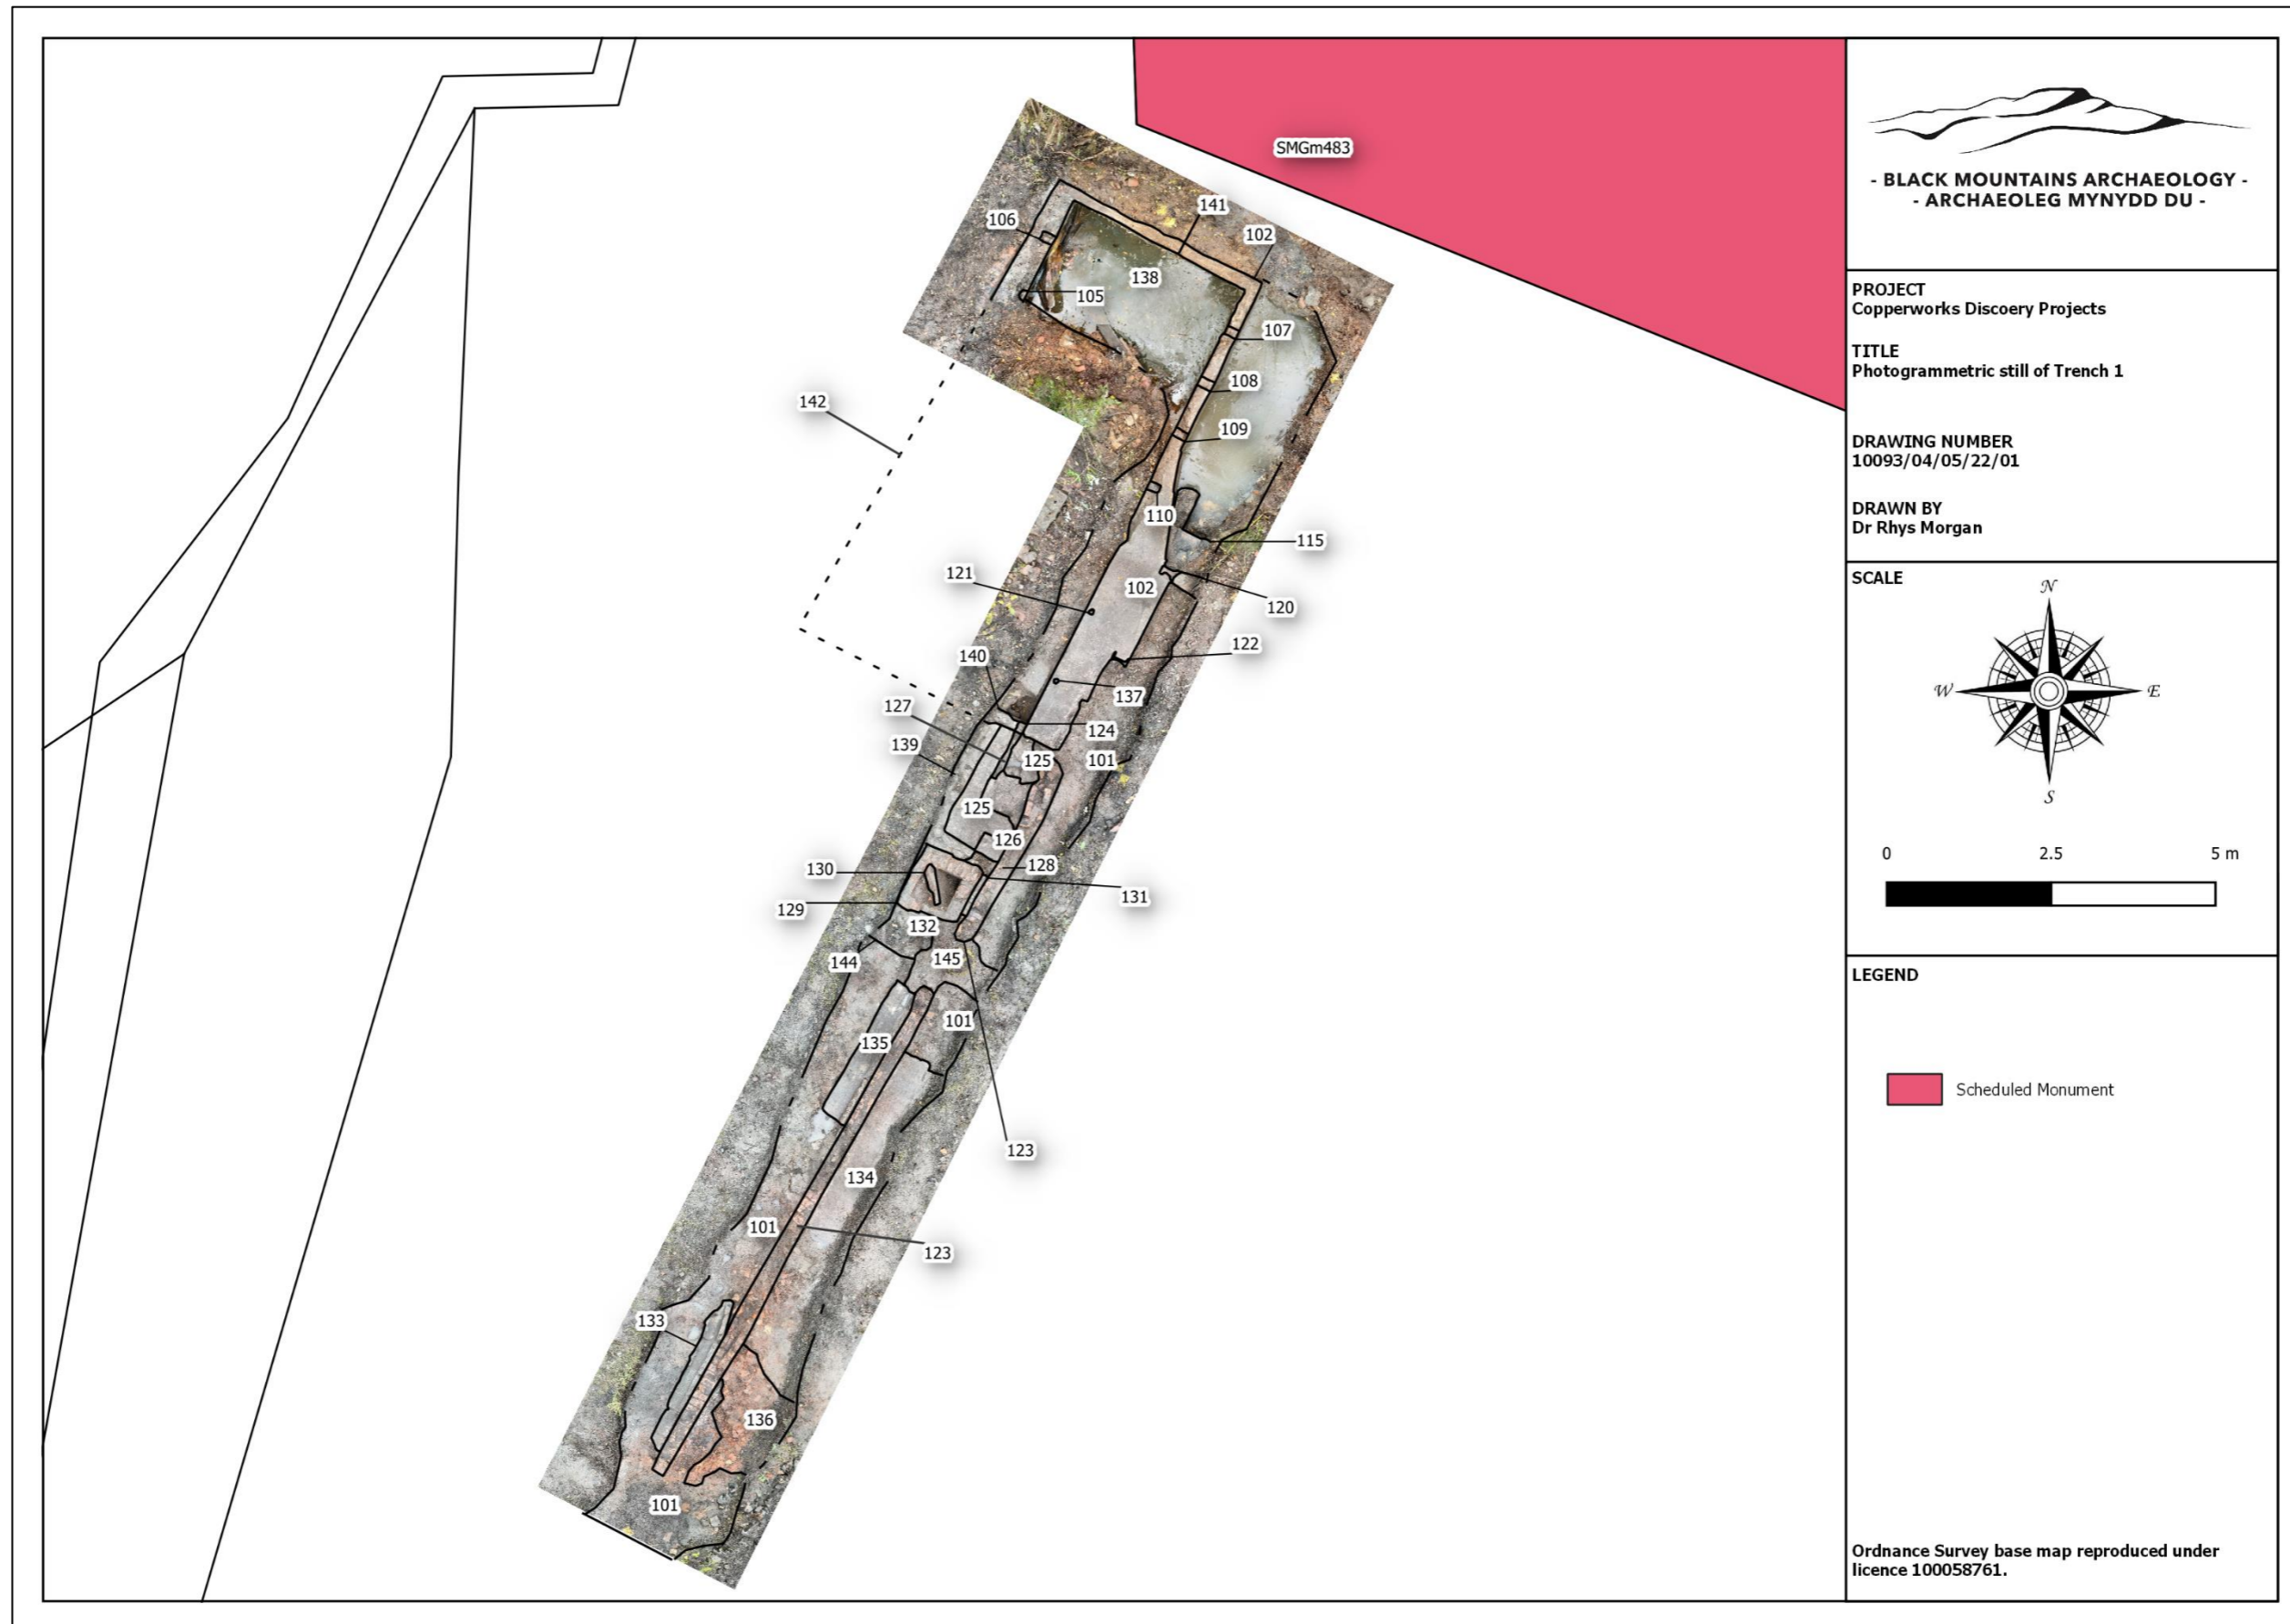 SMGm483
141
106
102
138
105
107
108
142
109
110
115
121
102
120
122
140
137
127
124
139
101
125
125
126
128
130
131
129
132
145
144
101
135
123
134
101
123
133
136
101
- BLACK MOUNTAINS ARCHAEOLOGY -
- ARCHAEOLEG MYNYDD DU -
PROJECT
Copperworks Discoery Projects
TITLE
Photogrammetric still of Trench 1
DRAWING NUMBER
10093/04/05/22/01
DRAWN BY
Dr Rhys Morgan
SCALE
N
W
E
S
0 2.5 5 m
LEGEND
Scheduled Monument
Ordnance Survey base map reproduced under
licence 100058761.